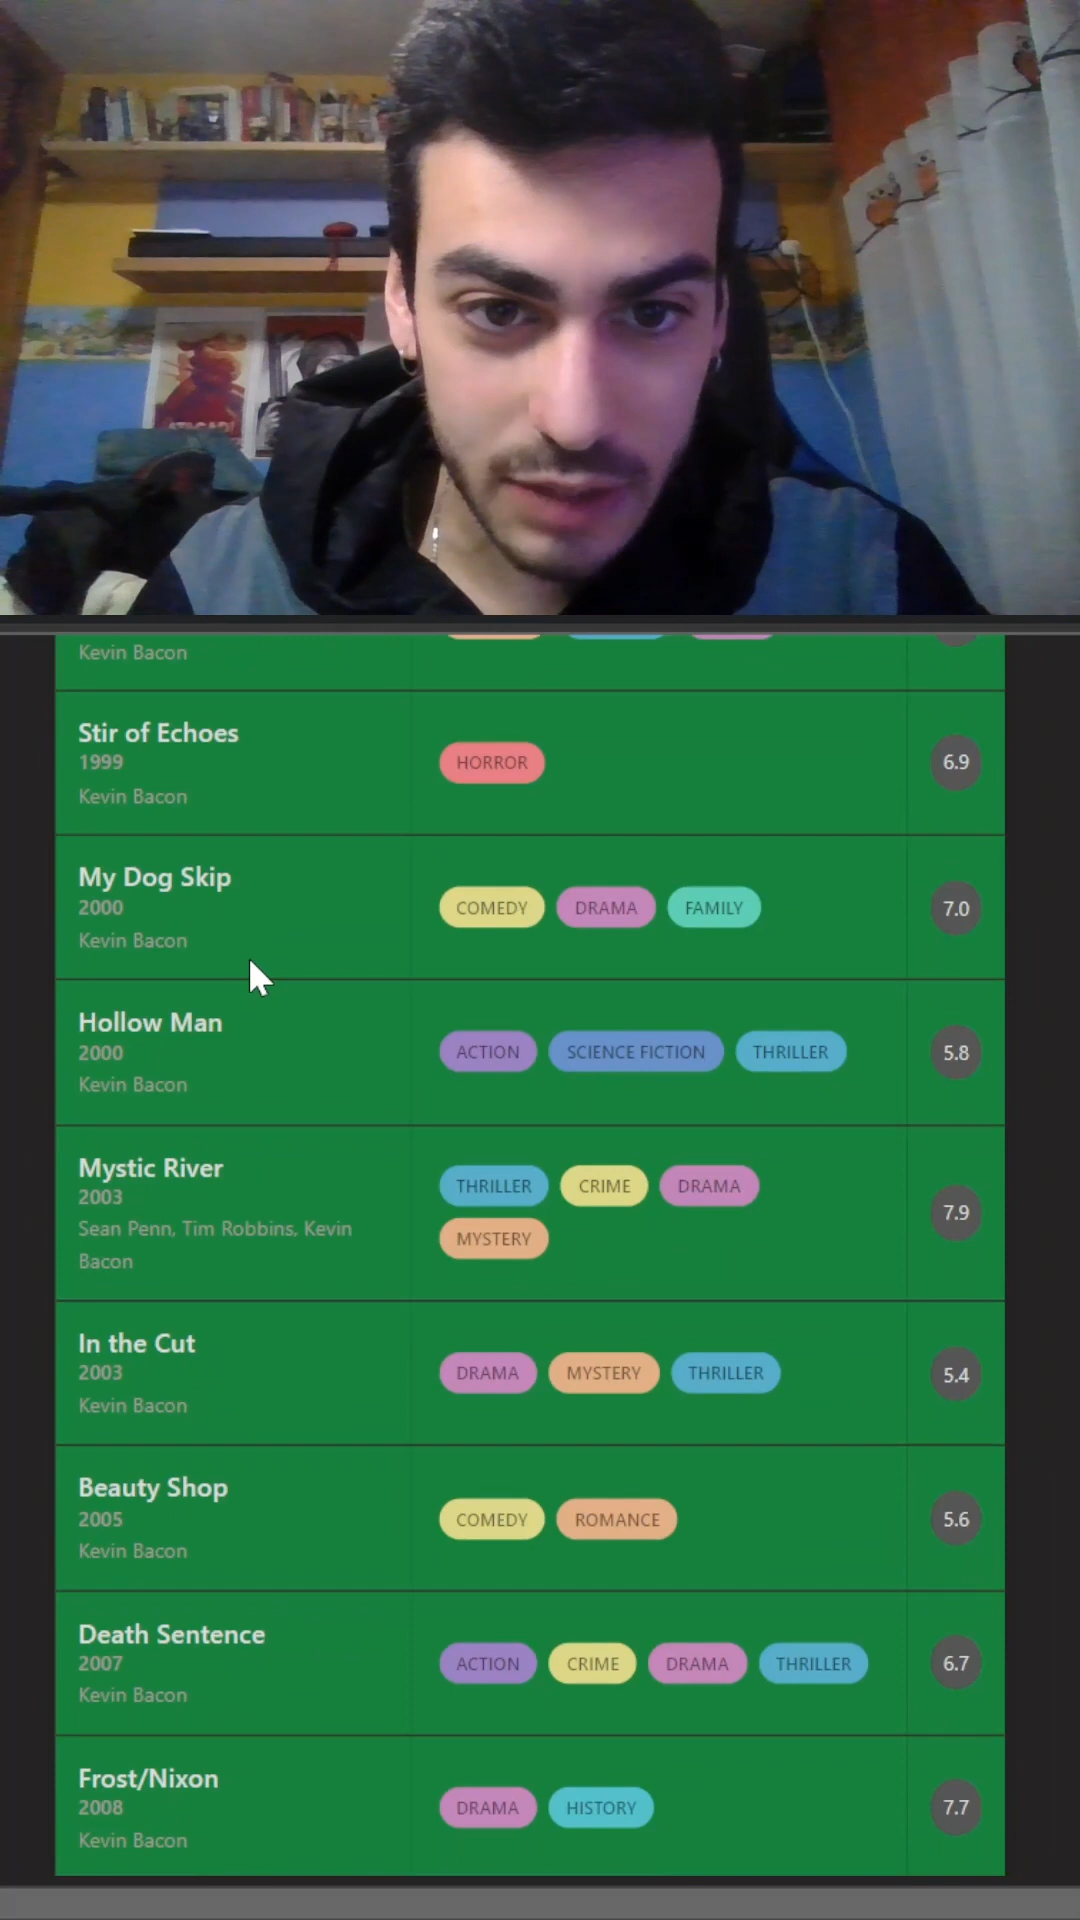 Kevin Bacon
Stir of Echoes
1999
Kevin Bacon
HORROR
6.9
My Dog Skip
2000
Kevin Bacon
COMEDY DRAMA FAMILY
7.0
Hollow Man
2000
Kevin Bacon
ACTION SCIENCE FICTION THRILLER
5.8
Mystic River
2003
Sean Penn, Tim Robbins, Kevin
Bacon
THRILLER CRIME DRAMA
MYSTERY
7.9
In the Cut
2003
Kevin Bacon
DRAMA MYSTERY THRILLER
5.4
Beauty Shop
2005
Kevin Bacon
COMEDY ROMANCE
5.6
Death Sentence
2007
Kevin Bacon
ACTION CRIME DRAMA THRILLER
6.7
Frost/Nixon
2008
Kevin Bacon
DRAMA HISTORY
7.7